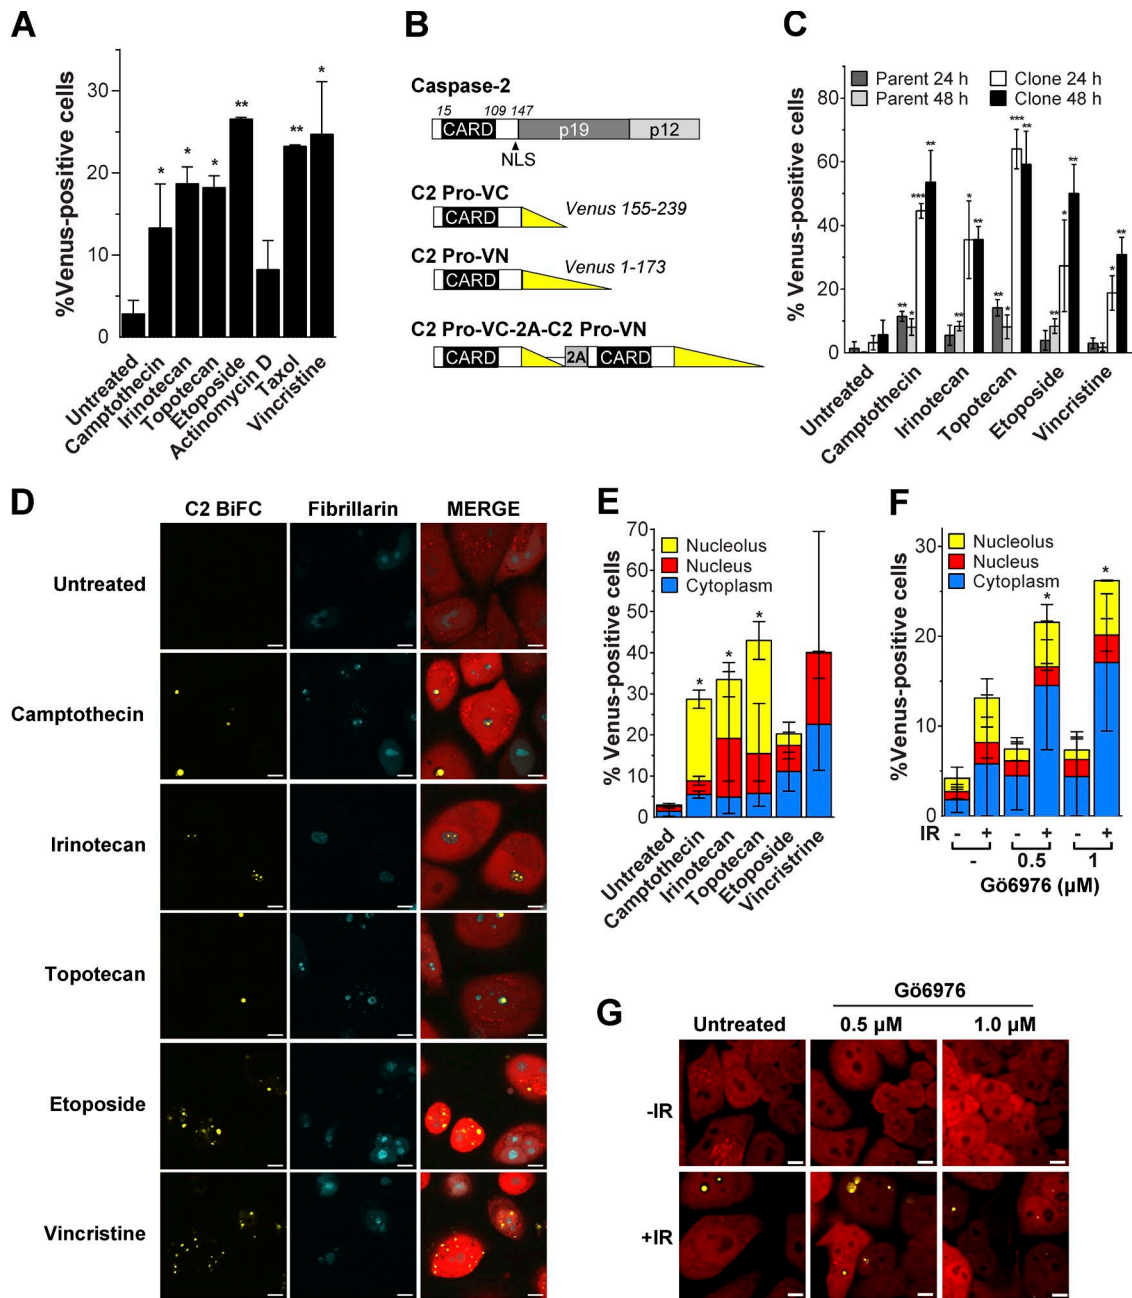 A
%Venus-positive cells
30
20
10
0
* * * ** ** *
Untreated
Camptothecin
Irinotecan
Topotecan
Etoposide
Actinomycin D
Taxol
Vincristine
B
Caspase-2
15 109 147
CARD p19 p12
NLS
C2 Pro-VC
CARD Venus 155-239
C2 Pro-VN
CARD Venus 1-173
C2 Pro-VC-2A-C2 Pro-VN
CARD 2A CARD
C
% Venus-positive cells
Parent 24 h Clone 24 h
Parent 48 h Clone 48 h
80
60
40
20
0
** * *** ** ** * ** ** * *** ** ** * ** * **
Untreated
Camptothecin
Irinotecan
Topotecan
Etoposide
Vincristine
D
C2 BiFC Fibrillarin MERGE
Untreated
Camptothecin
Irinotecan
Topotecan
Etoposide
Vincristine
E
% Venus-positive cells
Nucleolus
Nucleus
Cytoplasm
70
60
50
40
30
20
10
0
* * *
Untreated
Camptothecin
Irinotecan
Topotecan
Etoposide
Vincristine
F
%Venus-positive cells
Nucleolus
Nucleus
Cytoplasm
30
20
10
0
* *
IR - + - + - +
- 0.5 1
Gö6976 (µM)
G
Gö6976
Untreated 0.5 µM 1.0 µM
-IR
+IR